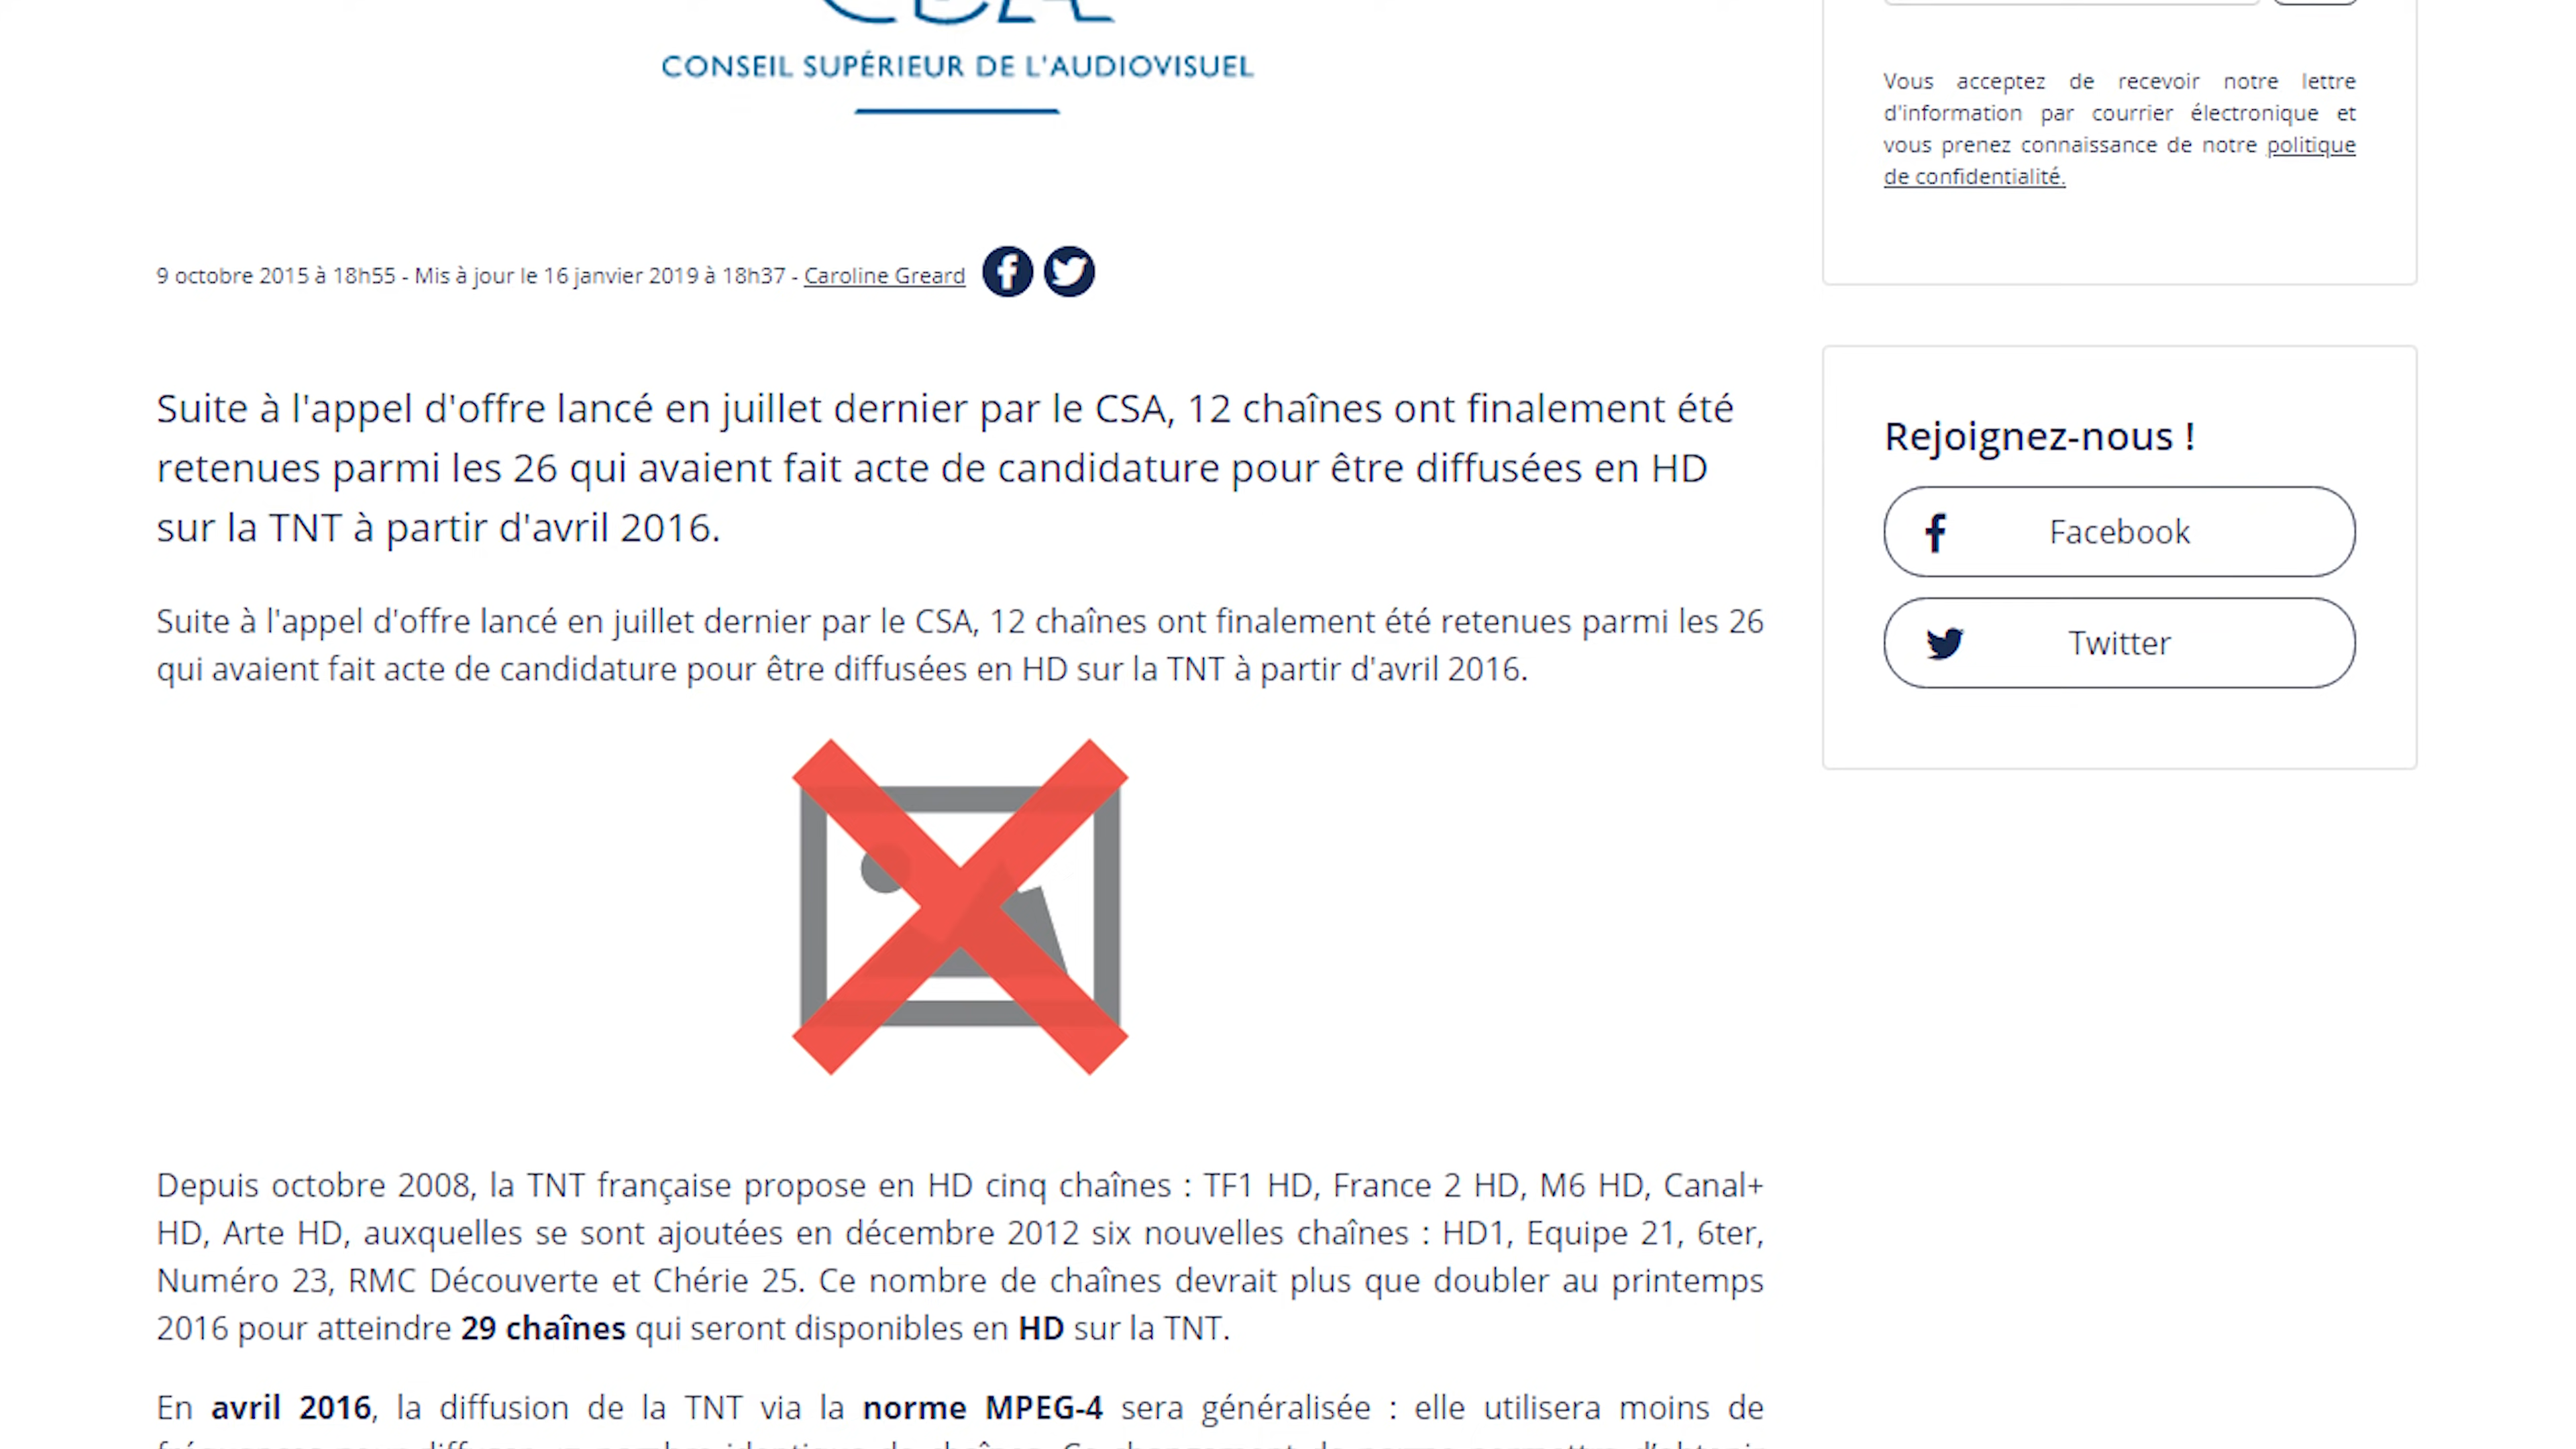 CONSEIL SUPÉRIEUR DE L'AUDIOVISUEL
9 octobre 2015 à 18h55 - Mis à jour le 16 janvier 2019 à 18h37 - Caroline Greard
Suite à l'appel d'offre lancé en juillet dernier par le CSA, 12 chaînes ont finalement été
retenues parmi les 26 qui avaient fait acte de candidature pour être diffusées en HD
sur la TNT à partir d'avril 2016.
Suite à l'appel d'offre lancé en juillet dernier par le CSA, 12 chaînes ont finalement été retenues parmi les 26
qui avaient fait acte de candidature pour être diffusées en HD sur la TNT à partir d'avril 2016.
Depuis octobre 2008, la TNT française propose en HD cinq chaînes : TF1 HD, France 2 HD, M6 HD, Canal+
HD, Arte HD, auxquelles se sont ajoutées en décembre 2012 six nouvelles chaînes : HD1, Equipe 21, 6ter,
Numéro 23, RMC Découverte et Chérie 25. Ce nombre de chaînes devrait plus que doubler au printemps
2016 pour atteindre 29 chaînes qui seront disponibles en HD sur la TNT.
En avril 2016, la diffusion de la TNT via la norme MPEG-4 sera généralisée : elle utilisera moins de
Vous acceptez de recevoir notre lettre
d'information par courrier électronique et
vous prenez connaissance de notre politique
de confidentialité.
Rejoignez-nous !
Facebook
Twitter